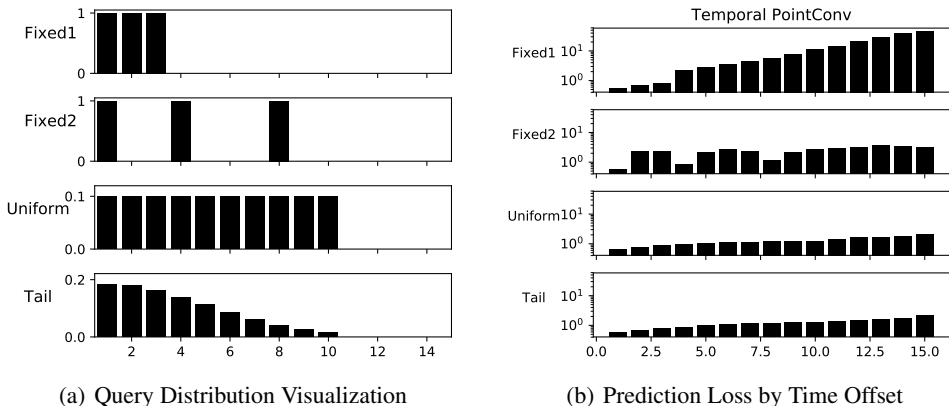 Fixed1
1
0
Fixed2
1
0
Uniform
0.1
0.0
Tail
0.2
0.0
2 4 6 8 10 12 14
(a) Query Distribution Visualization
Temporal PointConv
Fixed1
10^1
10^0
Fixed2
10^1
10^0
Uniform
10^1
10^0
Tail
10^1
10^0
0.0 2.5 5.0 7.5 10.0 12.5 15.0
(b) Prediction Loss by Time Offset